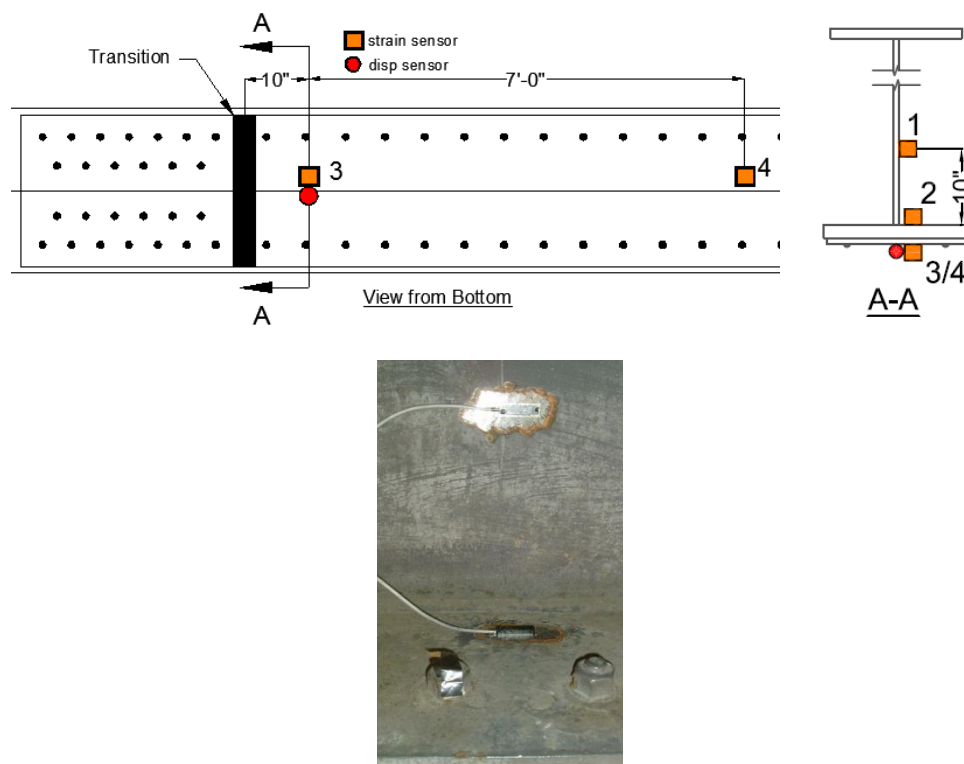 A A
strain sensor
disp sensor
Transition
10" 7'-0"
3 4
A
View from Bottom
1
10"
2
3/4
A-A